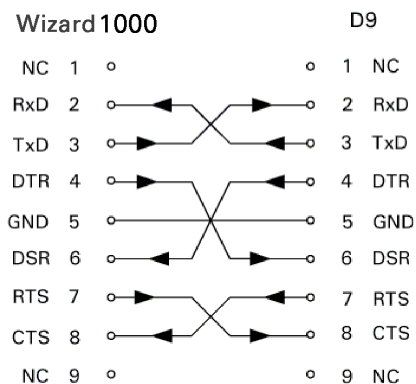 Wizard 1000 D9
NC 1 1 NC
RxD 2 2 RxD
TxD 3 3 TxD
DTR 4 4 DTR
GND 5 5 GND
DSR 6 6 DSR
RTS 7 7 RTS
CTS 8 8 CTS
NC 9 9 NC